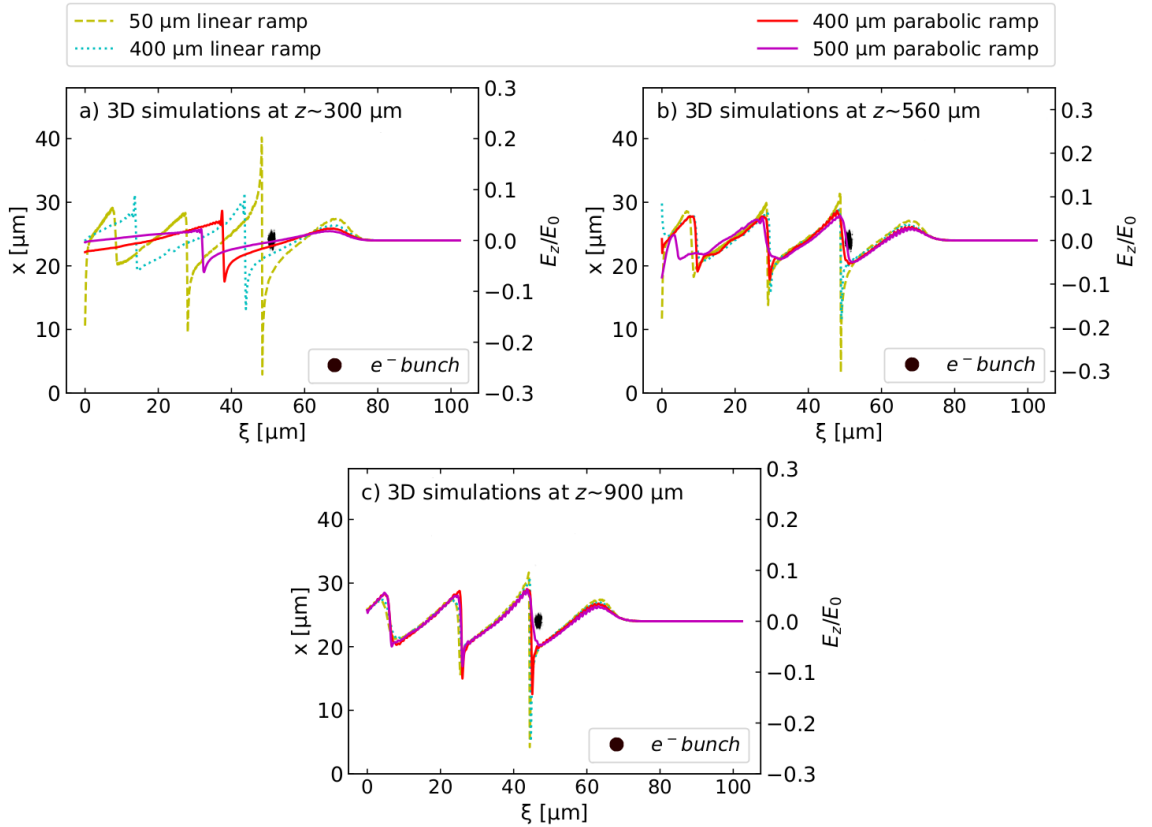 50 μm linear ramp
400 μm linear ramp
400 μm parabolic ramp
500 μm parabolic ramp
a) 3D simulations at z~300 μm
40
30
20
10
0
x [μm]
0.3
0.2
0.1
0.0
−0.1
−0.2
−0.3
E_z/E_0
e⁻ bunch
0 20 40 60 80 100
ξ [μm]
b) 3D simulations at z~560 μm
40
30
20
10
0
x [μm]
0.3
0.2
0.1
0.0
−0.1
−0.2
−0.3
E_z/E_0
e⁻ bunch
0 20 40 60 80 100
ξ [μm]
c) 3D simulations at z~900 μm
40
30
20
10
0
x [μm]
0.3
0.2
0.1
0.0
−0.1
−0.2
−0.3
E_z/E_0
e⁻ bunch
0 20 40 60 80 100
ξ [μm]